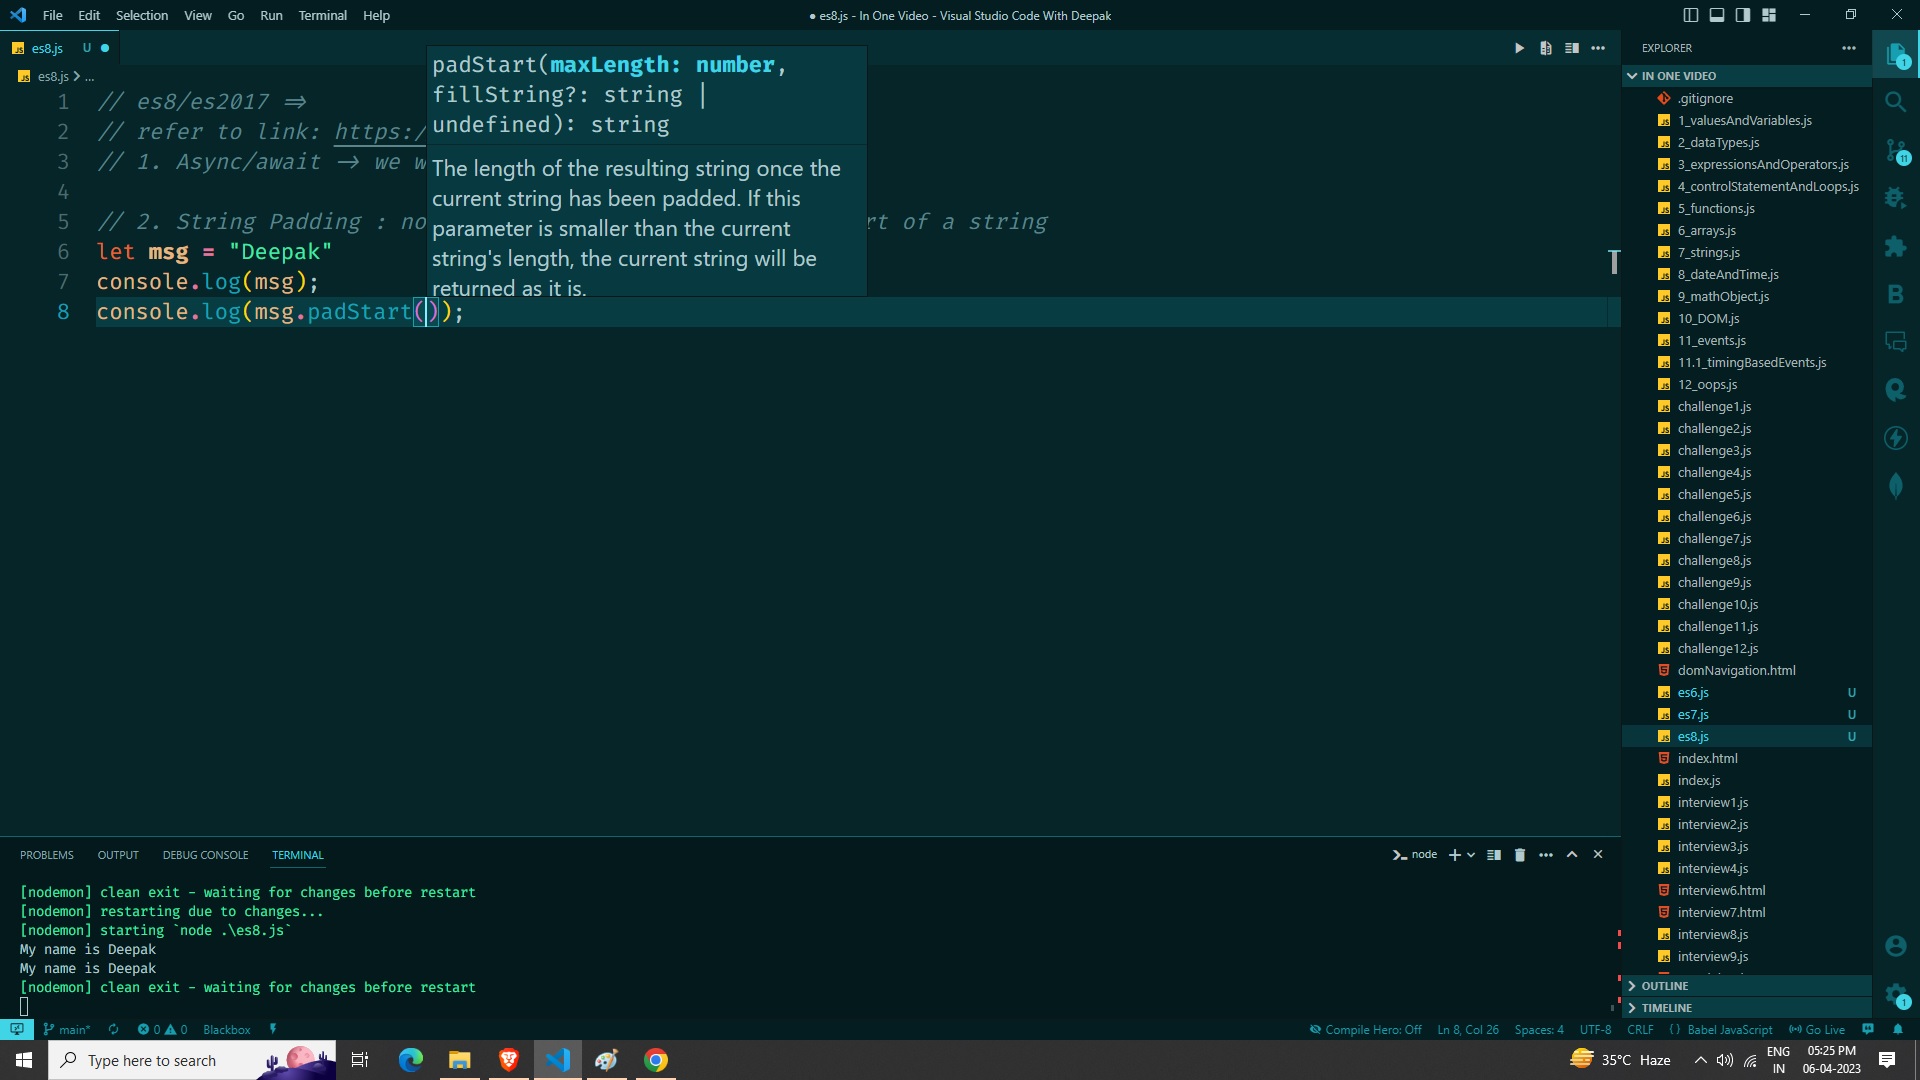 File Edit Selection View Go Run Terminal Help
● es8.js - In One Video - Visual Studio Code With Deepak
es8.js U ●
es8.js > ...
1 // es8/es2017 =>
2 // refer to link: https:/
3 // 1. Async/await -> we w
4
5 // 2. String Padding : no rt of a string
6 let msg = "Deepak"
7 console.log(msg);
8 console.log(msg.padStart());
padStart(maxLength: number,
fillString?: string |
undefined): string
The length of the resulting string once the
current string has been padded. If this
parameter is smaller than the current
string's length, the current string will be
returned as it is.
EXPLORER
IN ONE VIDEO
.gitignore
1_valuesAndVariables.js
2_dataTypes.js
3_expressionsAndOperators.js
4_controlStatementAndLoops.js
5_functions.js
6_arrays.js
7_strings.js
8_dateAndTime.js
9_mathObject.js
10_DOM.js
11_events.js
11.1_timingBasedEvents.js
12_oops.js
challenge1.js
challenge2.js
challenge3.js
challenge4.js
challenge5.js
challenge6.js
challenge7.js
challenge8.js
challenge9.js
challenge10.js
challenge11.js
challenge12.js
domNavigation.html
es6.js U
es7.js U
es8.js U
index.html
index.js
interview1.js
interview2.js
interview3.js
interview4.js
interview6.html
interview7.html
interview8.js
interview9.js
OUTLINE
TIMELINE
1
11
1
PROBLEMS OUTPUT DEBUG CONSOLE TERMINAL
node
[nodemon] clean exit - waiting for changes before restart
[nodemon] restarting due to changes...
[nodemon] starting `node .\es8.js`
My name is Deepak
My name is Deepak
[nodemon] clean exit - waiting for changes before restart
main* 0 0 Blackbox
Compile Hero: Off Ln 8, Col 26 Spaces: 4 UTF-8 CRLF { } Babel JavaScript Go Live
Type here to search
35°C Haze
ENG
IN
05:25 PM
06-04-2023